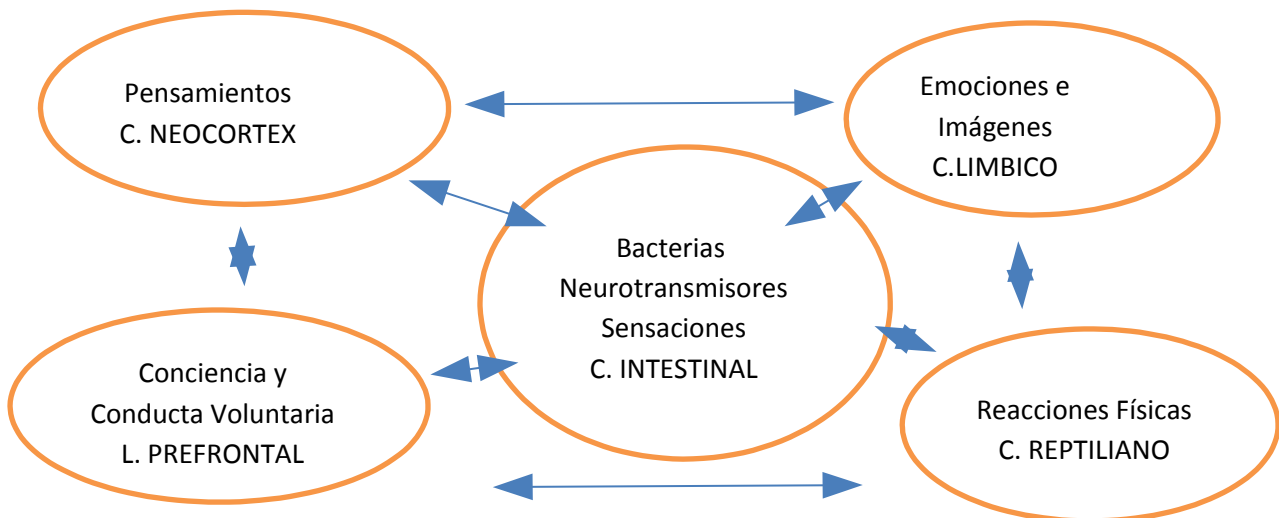 Pensamientos
C. NEOCORTEX
Emociones e
Imágenes
C.LIMBICO
Bacterias
Neurotransmisores
Sensaciones
C. INTESTINAL
Conciencia y
Conducta Voluntaria
L. PREFRONTAL
Reacciones Físicas
C. REPTILIANO